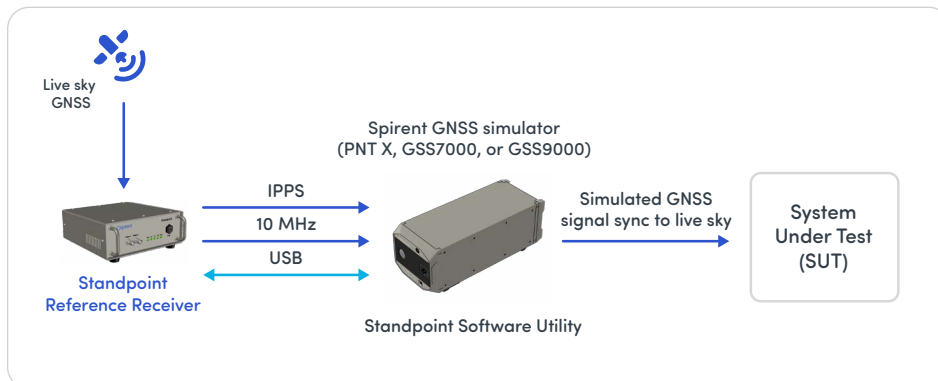 Live sky
GNSS
Spirent GNSS simulator
(PNT X, GSS7000, or GSS9000)
IPPS
10 MHz
USB
Simulated GNSS
signal sync to live sky
System
Under Test
(SUT)
Standpoint
Reference Receiver
Standpoint Software Utility